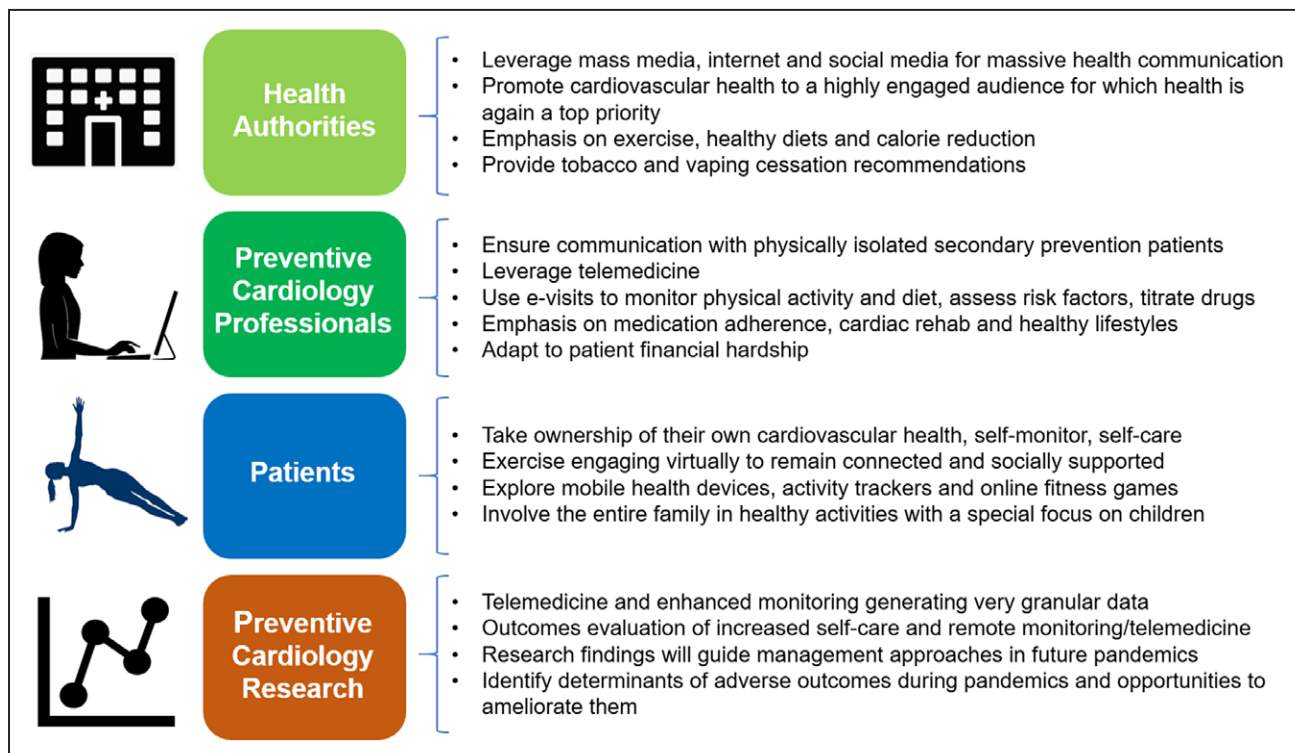 Health
Authorities
• Leverage mass media, internet and social media for massive health communication
• Promote cardiovascular health to a highly engaged audience for which health is
again a top priority
• Emphasis on exercise, healthy diets and calorie reduction
• Provide tobacco and vaping cessation recommendations
Preventive
Cardiology
Professionals
• Ensure communication with physically isolated secondary prevention patients
• Leverage telemedicine
• Use e-visits to monitor physical activity and diet, assess risk factors, titrate drugs
• Emphasis on medication adherence, cardiac rehab and healthy lifestyles
• Adapt to patient financial hardship
Patients
• Take ownership of their own cardiovascular health, self-monitor, self-care
• Exercise engaging virtually to remain connected and socially supported
• Explore mobile health devices, activity trackers and online fitness games
• Involve the entire family in healthy activities with a special focus on children
Preventive
Cardiology
Research
• Telemedicine and enhanced monitoring generating very granular data
• Outcomes evaluation of increased self-care and remote monitoring/telemedicine
• Research findings will guide management approaches in future pandemics
• Identify determinants of adverse outcomes during pandemics and opportunities to
ameliorate them